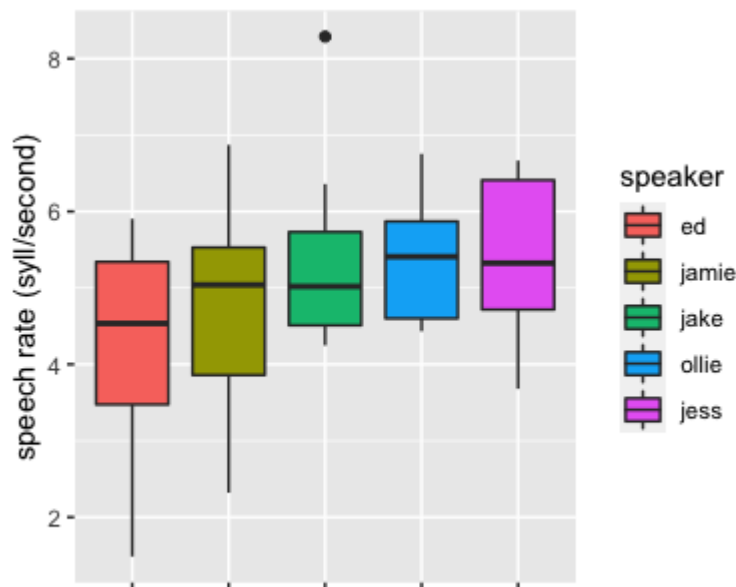 8
6
4
2
speech rate (syll/second)
speaker
ed
jamie
jake
ollie
jess